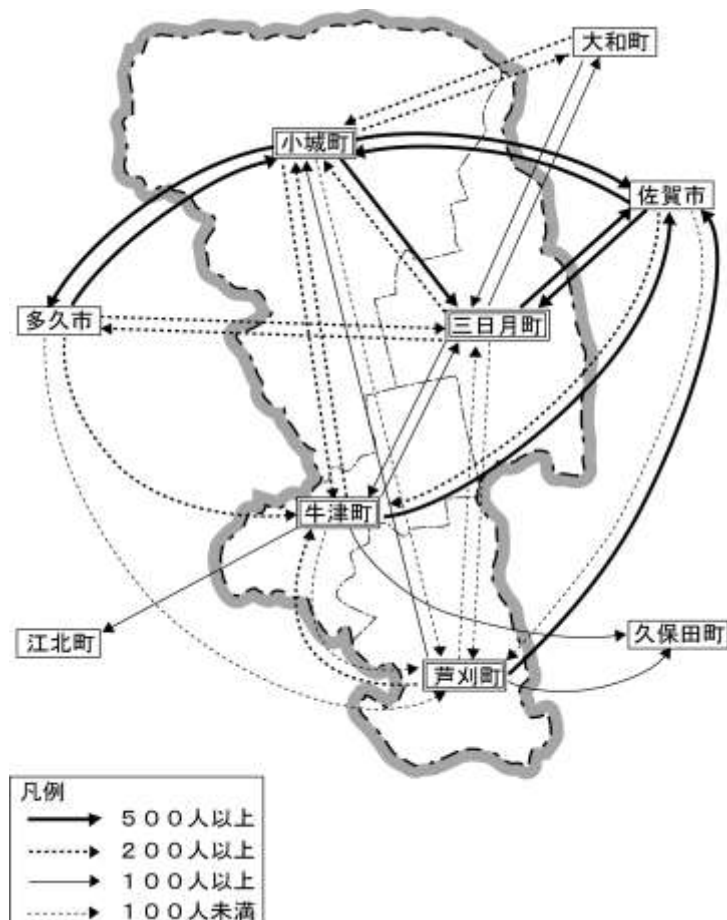 大和町
小城町
佐賀市
多久市
三日月町
牛津町
江北町
久保田町
芦刈町
凡例
５００人以上
２００人以上
１００人以上
１００人未満